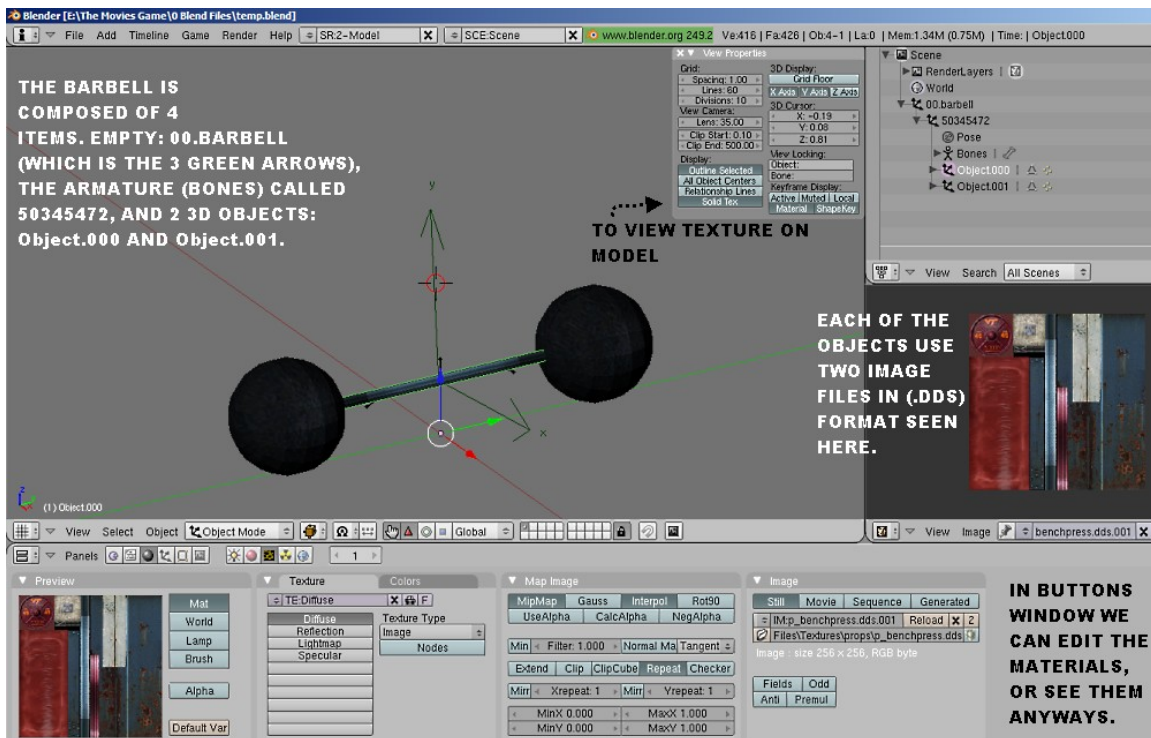 Blender [E:\The Movies Game\0 Blend Files\temp.blend]
File Add Timeline Game Render Help SR:2-Model X SCE:Scene X www.blender.org 249.2 Ve:416 | Fa:426 | Ob:4-1 | La:0 | Mem:1.34M (0.75M) | Time: | Object.000
THE BARBELL IS
COMPOSED OF 4
ITEMS. EMPTY: 00.BARBELL
(WHICH IS THE 3 GREEN ARROWS),
THE ARMATURE (BONES) CALLED
50345472, AND 2 3D OBJECTS:
Object.000 AND Object.001.
View Properties
Grid:
Spacing: 1.00
Lines: 60
Divisions: 10
View Camera:
Lens: 35.00
Clip Start: 0.10
Clip End: 500.00
Display:
Outline Selected
All Object Centers
Relationship Lines
Solid Tex
3D Display:
Grid Floor
X Axis Y Axis Z Axis
3D Cursor:
X: -0.19
Y: 0.08
Z: 0.81
View Locking:
Object:
Bone:
Keyframe Display:
Active Muted Local
Material ShapeKey
TO VIEW TEXTURE ON
MODEL
y
x
z
(1) Object.000
Scene
RenderLayers |
World
00.barbell
50345472
Pose
Bones |
Object.000 |
Object.001 |
View Search All Scenes
EACH OF THE
OBJECTS USE
TWO IMAGE
FILES IN (.DDS)
FORMAT SEEN
HERE.
View Select Object Object Mode Global
View Image benchpress.dds.001 X
Panels 1
Preview
Mat
World
Lamp
Brush
Alpha
Default Var
Texture Colors
TE:Diffuse X F
Diffuse
Reflection
Lightmap
Specular
Texture Type
Image
Nodes
Map Image
MipMap Gauss Interpol Rot90
UseAlpha CalcAlpha NegAlpha
Min Filter: 1.000 Normal Ma Tangent
Extend Clip ClipCube Repeat Checker
Mirr Xrepeat: 1 Mirr Yrepeat: 1
MinX 0.000 MaxX 1.000
MinY 0.000 MaxY 1.000
Image
Still Movie Sequence Generated
IM:p_benchpress.dds.001 Reload X 2
Files\Textures\props\p_benchpress.dds
Image : size 256 x 256, RGB byte
Fields Odd
Anti Premul
IN BUTTONS
WINDOW WE
CAN EDIT THE
MATERIALS,
OR SEE THEM
ANYWAYS.